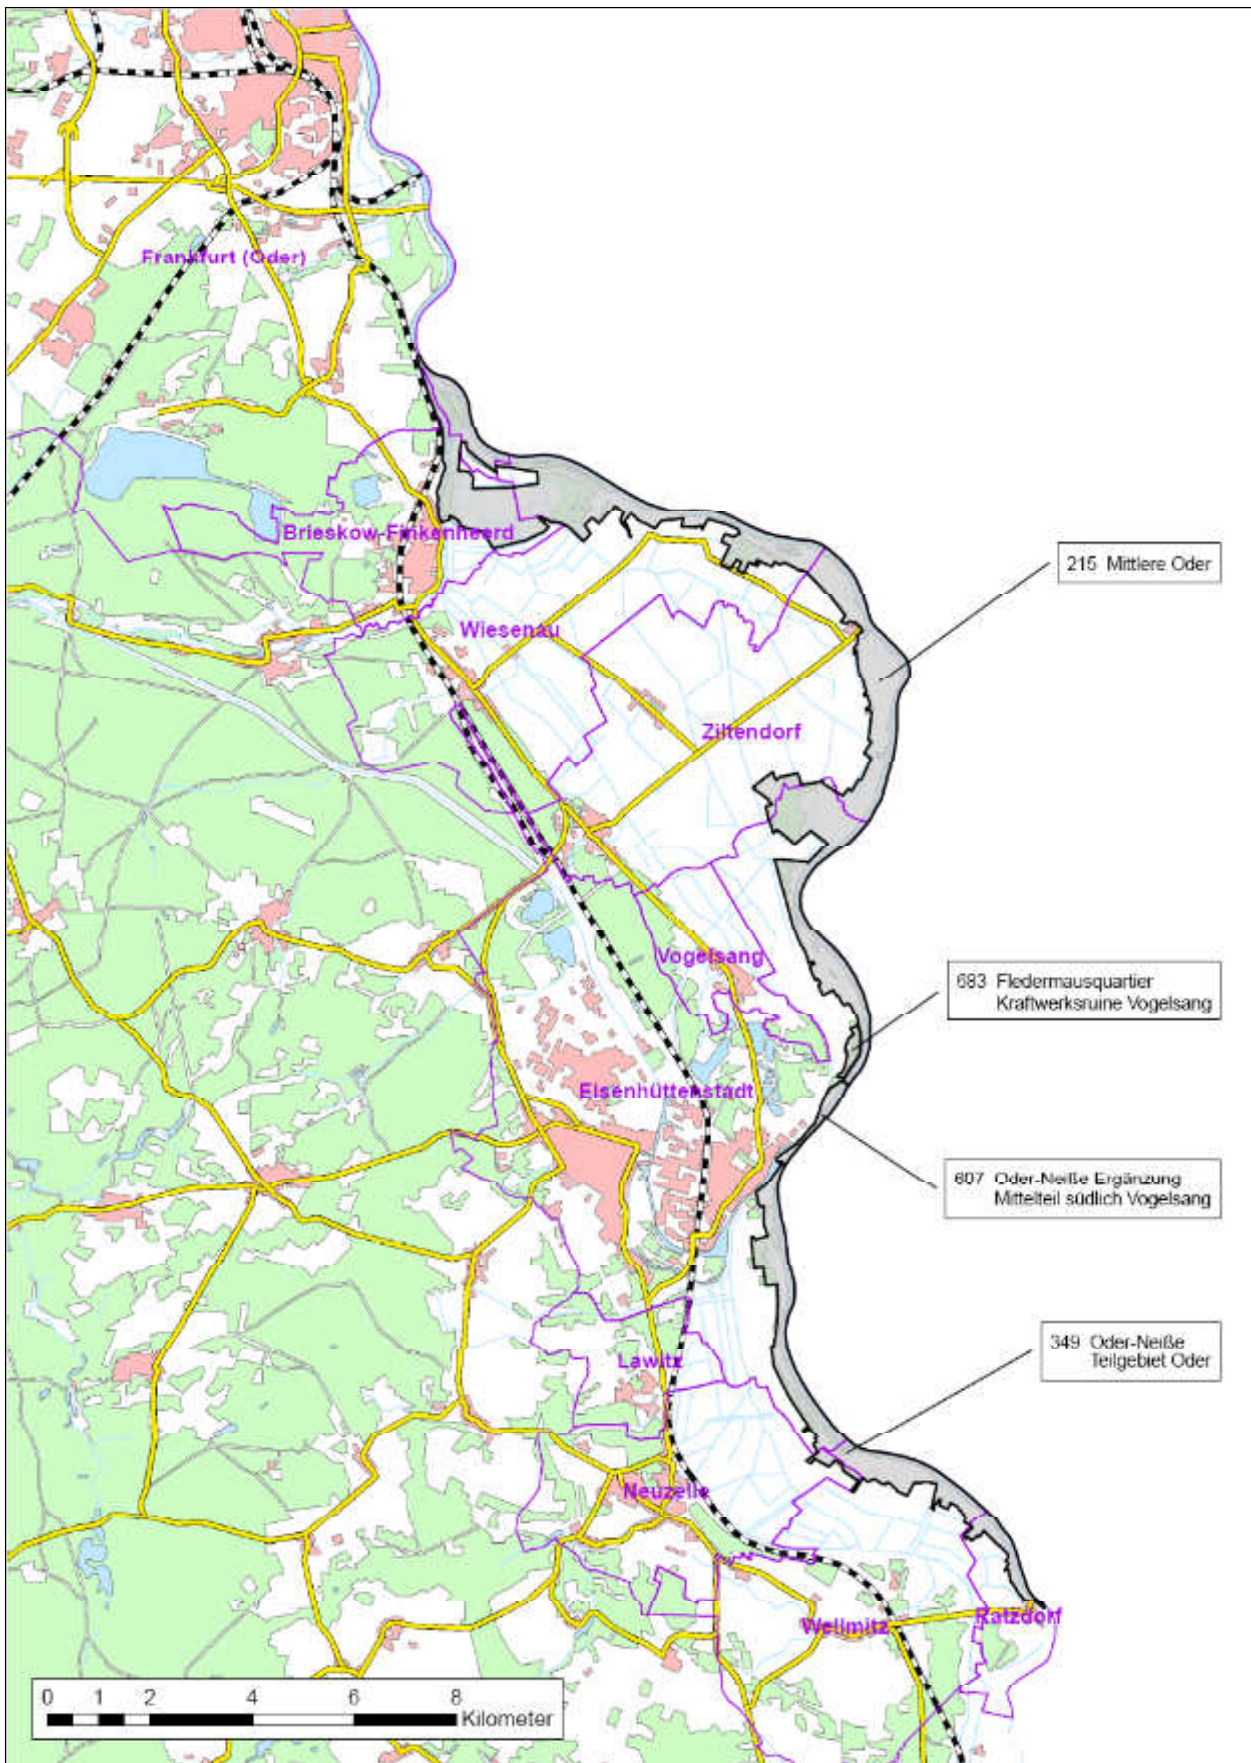 Frankfurt (Oder)
Brieskow-Finkenheerd
215 Mittlere Oder
Wiesenau
Ziltendorf
Vogelsang
683 Fledermausquartier
Kraftwerksruine Vogelsang
Eisenhüttenstadt
607 Oder-Neiße Ergänzung
Mittelteil südlich Vogelsang
349 Oder-Neiße
Teilgebiet Oder
Lawitz
Neuzelle
Ratzdorf
Wellmitz
0 1 2 4 6 8
Kilometer